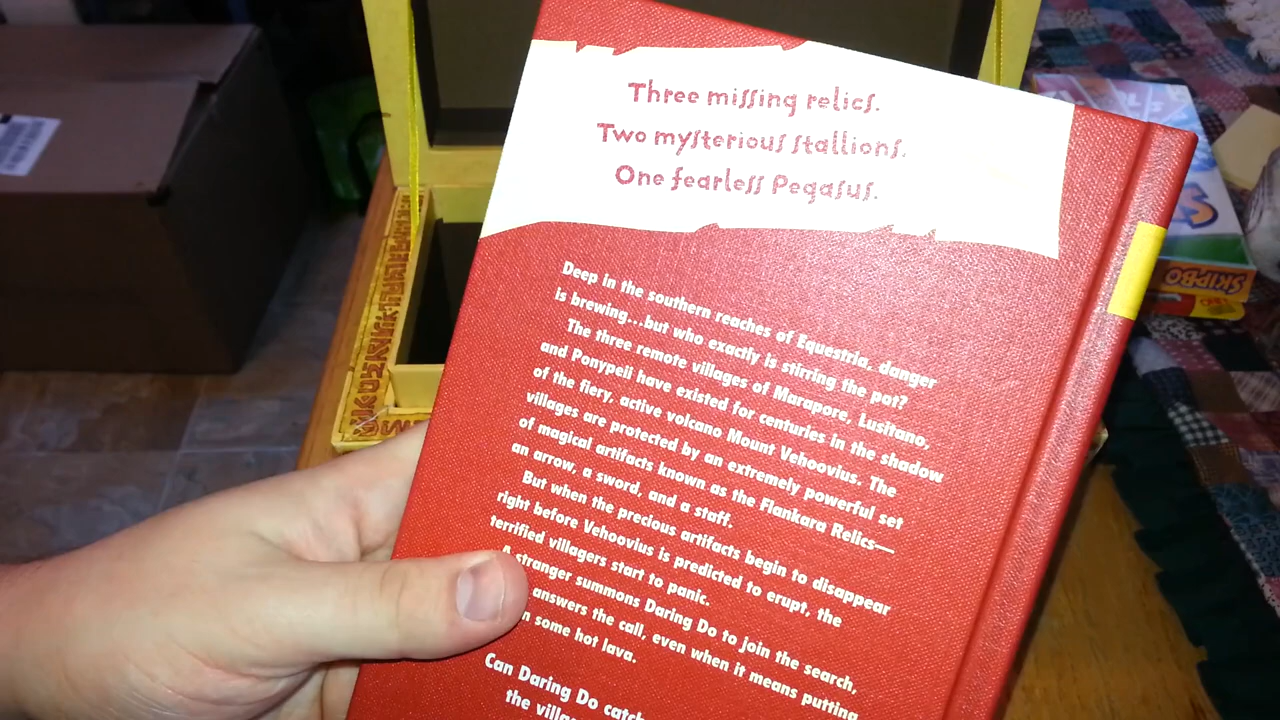 Three missing relics.
Two mysterious stallions.
One fearless Pegasus.
Deep in the southern reaches of Equestria, danger
is brewing...but who exactly is stirring the pot?
The three remote villages of Marapore, Lusitano,
and Ponypeii have existed for centuries in the shadow
of the fiery, active volcano Mount Vehoovius. The
villages are protected by an extremely powerful set
of magical artifacts known as the Flankara Relics—
an arrow, a sword, and a staff.
But when the precious artifacts begin to disappear
right before Vehoovius is predicted to erupt, the
terrified villagers start to panic.
A stranger summons Daring Do to join the search,
answers the call, even when it means putting
some hot lava.
Can Daring Do catch
the
SKIPBO